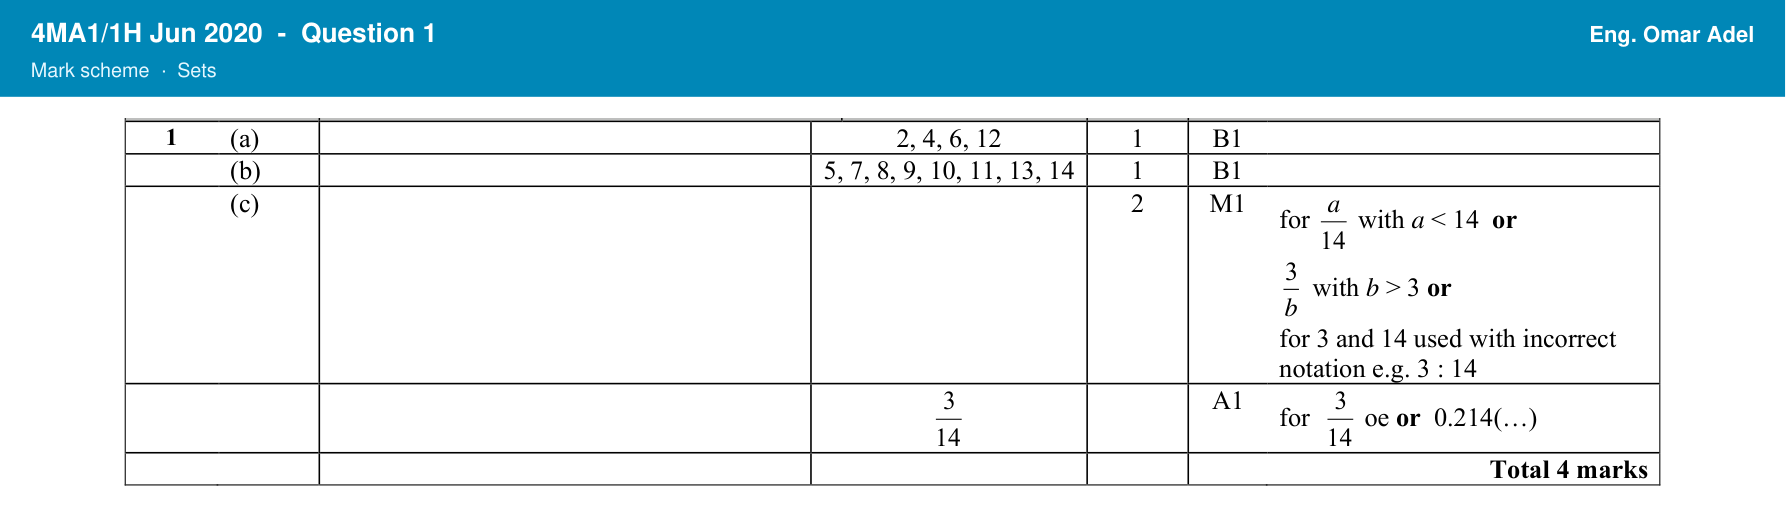 4MA1/1H Jun 2020 - Question 1
Eng. Omar Adel
Mark scheme · Sets
1 (a) 2, 4, 6, 12 1 B1
(b) 5, 7, 8, 9, 10, 11, 13, 14 1 B1
(c) 2 M1 for a/14 with a < 14 or
3/b with b > 3 or
for 3 and 14 used with incorrect
notation e.g. 3 : 14
3/14 A1 for 3/14 oe or 0.214(…)
Total 4 marks